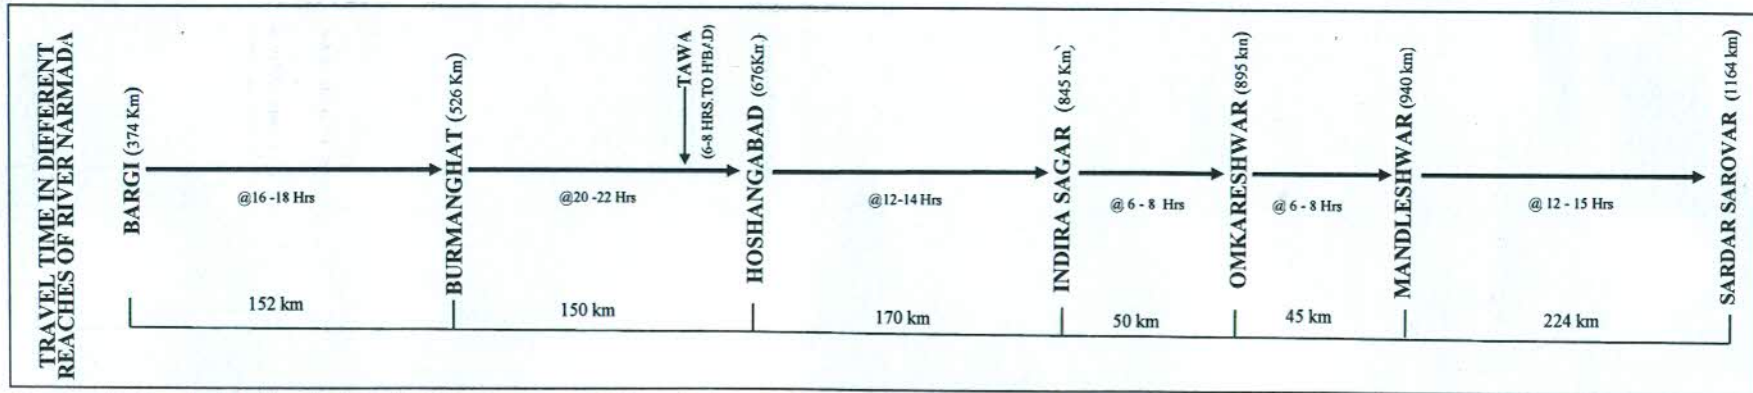 TRAVEL TIME IN DIFFERENT
REACHES OF RIVER NARMADA
BARGI (374 Km)
@16 -18 Hrs
152 km
BURMANGHAT (526 Km)
@20 -22 Hrs
150 km
TAWA
(6-8 HRS. TO H'BAD)
HOSHANGABAD (676Km)
@12-14 Hrs
170 km
INDIRA SAGAR (845 Km)
@ 6 - 8 Hrs
50 km
OMKARESHWAR (895 km)
@ 6 - 8 Hrs
45 km
MANDLESHWAR (940 km)
@ 12 - 15 Hrs
224 km
SARDAR SAROVAR (1164 km)